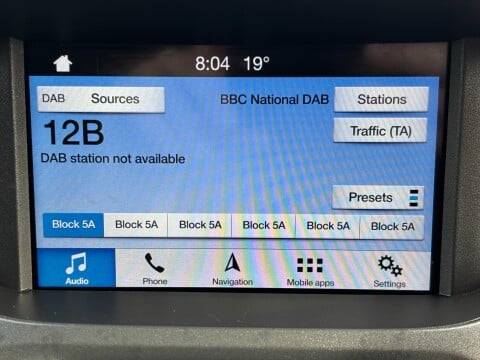 8:04 19°
DAB Sources
BBC National DAB Stations
12B
Traffic (TA)
DAB station not available
Presets
Block 5A Block 5A Block 5A Block 5A Block 5A Block 5A
Audio Phone Navigation Mobile apps Settings